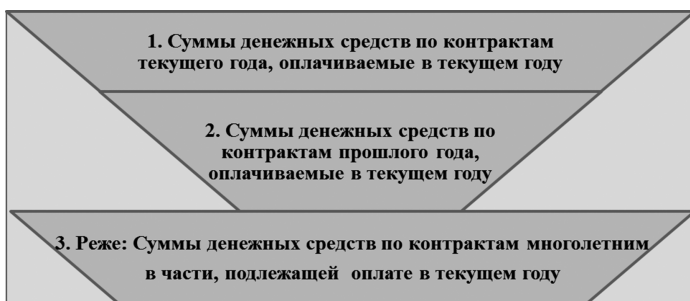 1. Суммы денежных средств по контрактам
текущего года, оплачиваемые в текущем году
2. Суммы денежных средств по
контрактам прошлого года,
оплачиваемые в текущем году
3. Реже: Суммы денежных средств по контрактам многолетним
в части, подлежащей оплате в текущем году